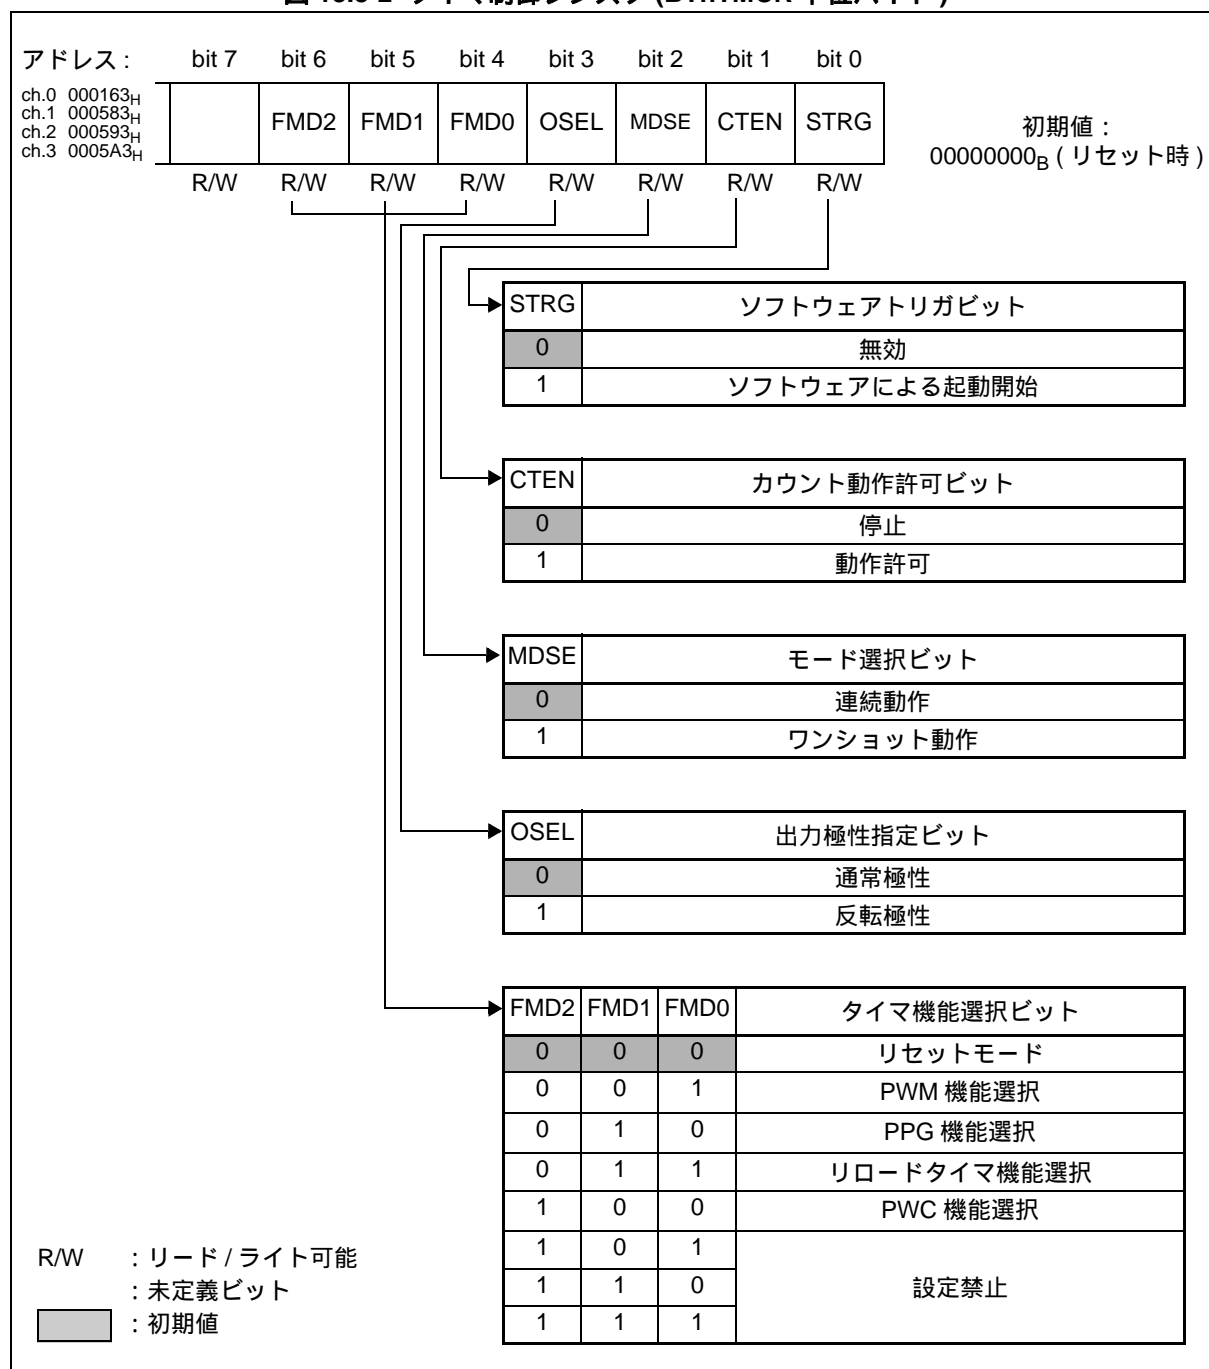 アドレス : bit 7 bit 6 bit 5 bit 4 bit 3 bit 2 bit 1 bit 0
ch.0 000163H
ch.1 000583H
ch.2 000593H
ch.3 0005A3H
FMD2 FMD1 FMD0 OSEL MDSE CTEN STRG
初期値 :
00000000B ( リセット時 )
R/W R/W R/W R/W R/W R/W R/W R/W
STRG ソフトウェアトリガビット
0 無効
1 ソフトウェアによる起動開始
CTEN カウント動作許可ビット
0 停止
1 動作許可
MDSE モード選択ビット
0 連続動作
1 ワンショット動作
OSEL 出力極性指定ビット
0 通常極性
1 反転極性
FMD2 FMD1 FMD0 タイマ機能選択ビット
0 0 0 リセットモード
0 0 1 PWM 機能選択
0 1 0 PPG 機能選択
0 1 1 リロードタイマ機能選択
1 0 0 PWC 機能選択
1 0 1
1 1 0 設定禁止
1 1 1
R/W : リード / ライト可能
: 未定義ビット
: 初期値